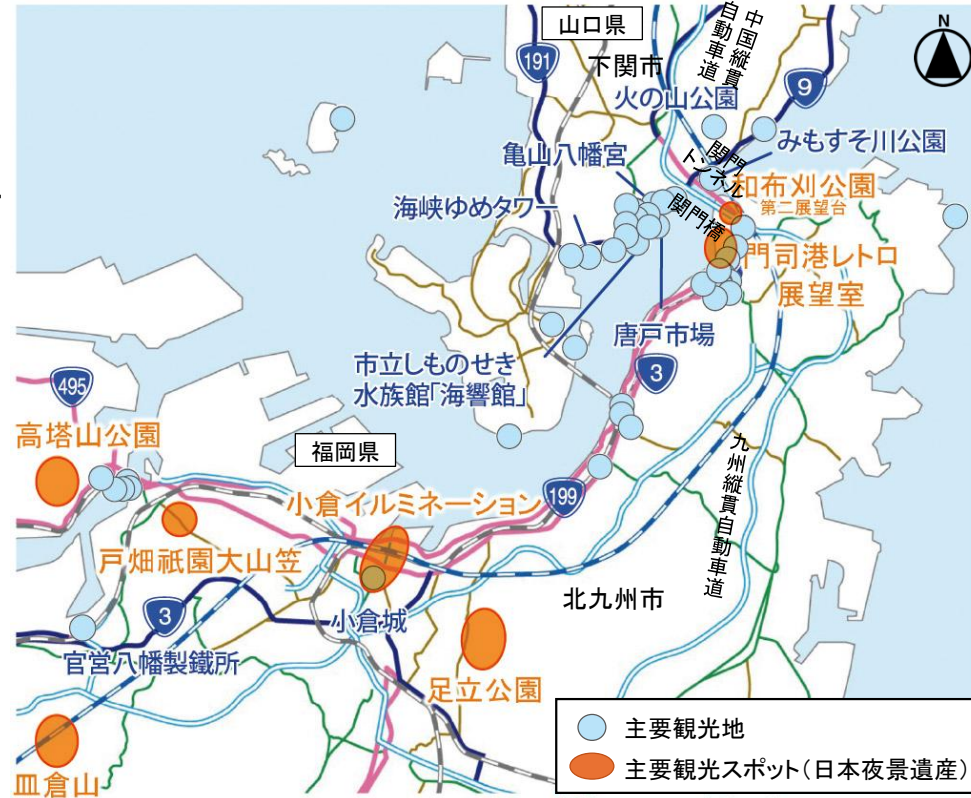 山口県
中国縦貫
自動車道
N
191
下関市
9
火の山公園
みもすそ川公園
亀山八幡宮
関門
トンネル
和布刈公園
第二展望台
海峡ゆめタワー
関門橋
門司港レトロ
展望室
唐戸市場
市立しものせき
水族館「海響館」
3
495
高塔山公園
福岡県
小倉イルミネーション
199
九州縦貫自動車道
戸畑祇園大山笠
3
小倉城
北九州市
官営八幡製鐵所
足立公園
皿倉山
主要観光地
主要観光スポット(日本夜景遺産)